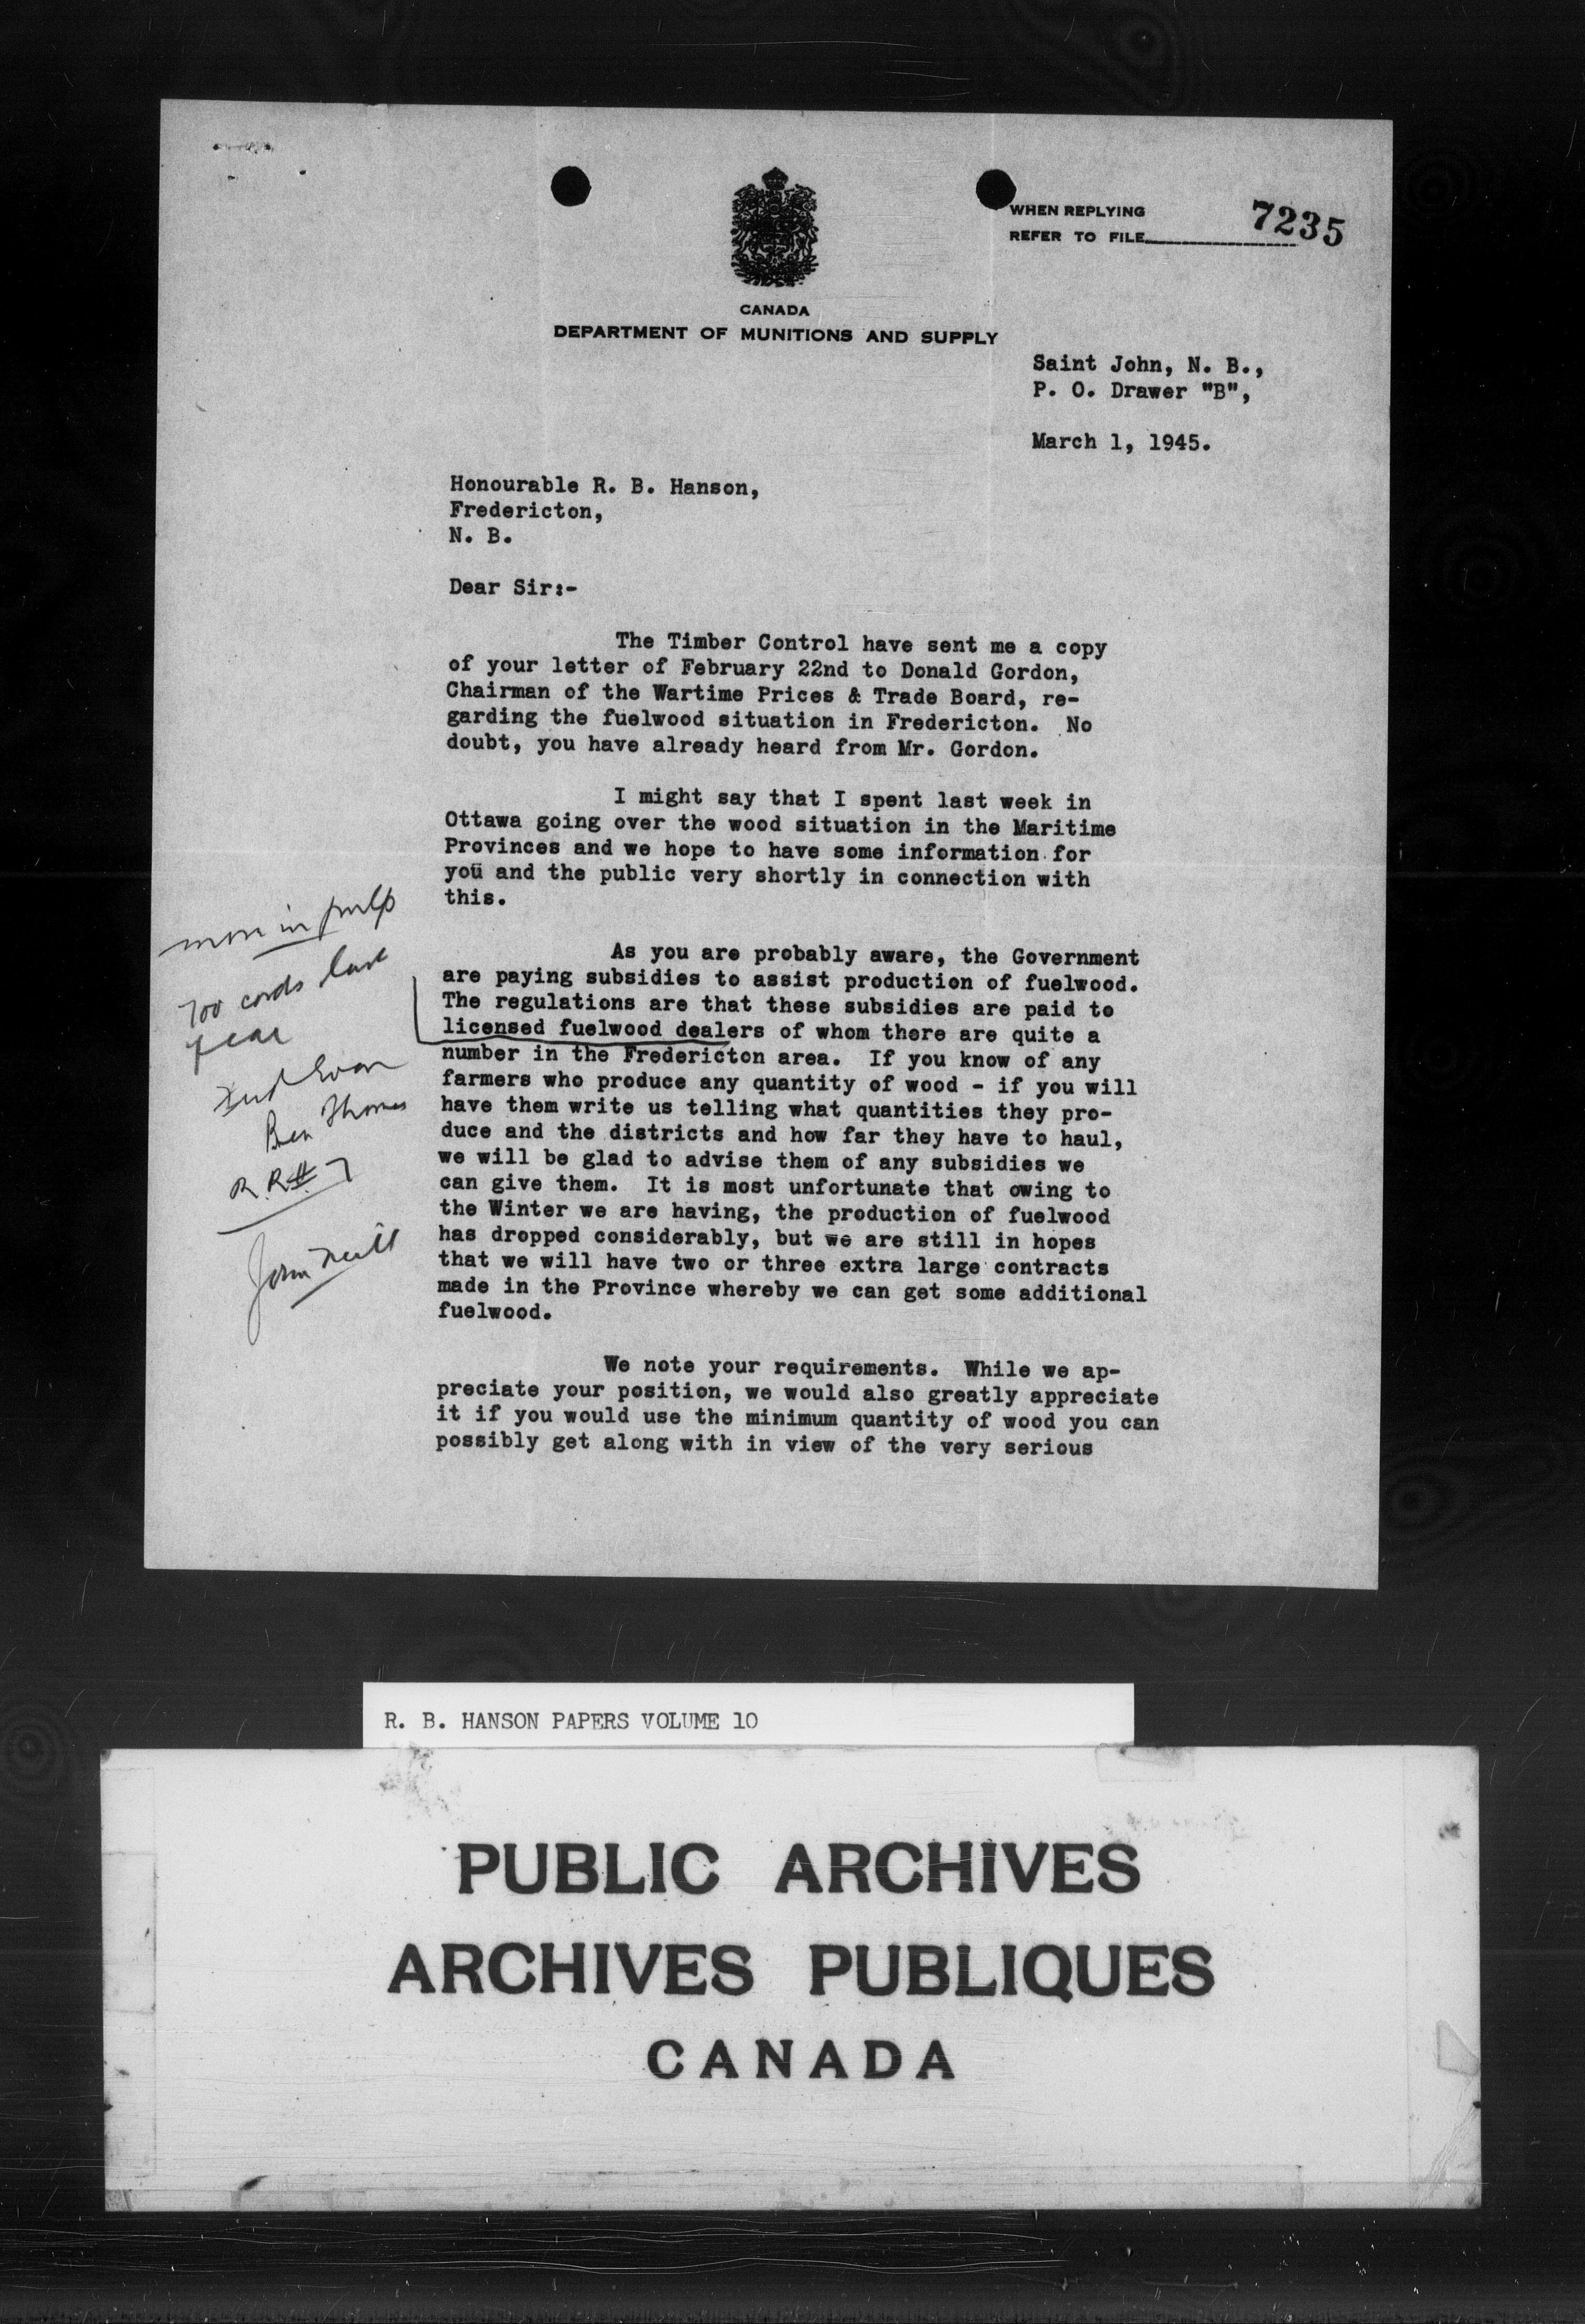 WHEN REPLYING
REFER TO FILE
7235
CANADA
DEPARTMENT OF MUNITIONS AND SUPPLY
Saint John, N. B.,
P. O. Drawer "B",
March 1, 1945.
Honourable R. B. Hanson,
Fredericton,
N. B.
Dear Sir:-
The Timber Control have sent me a copy
of your letter of February 22nd to Donald Gordon,
Chairman of the Wartime Prices & Trade Board, re-
garding the fuelwood situation in Fredericton. No
doubt, you have already heard from Mr. Gordon.
I might say that I spent last week in
Ottawa going over the wood situation in the Maritime
Provinces and we hope to have some information for
you and the public very shortly in connection with
this.
As you are probably aware, the Government
are paying subsidies to assist production of fuelwood.
The regulations are that these subsidies are paid to
licensed fuelwood dealers of whom there are quite a
number in the Fredericton area. If you know of any
farmers who produce any quantity of wood - if you will
have them write us telling what quantities they pro-
duce and the districts and how far they have to haul,
we will be glad to advise them of any subsidies we
can give them. It is most unfortunate that owing to
the Winter we are having, the production of fuelwood
has dropped considerably, but we are still in hopes
that we will have two or three extra large contracts
made in the Province whereby we can get some additional
fuelwood.
We note your requirements. While we ap-
preciate your position, we would also greatly appreciate
it if you would use the minimum quantity of wood you can
possibly get along with in view of the very serious
in pulp
700 cords last
year
Ben Thomas
R.R.# 7
John Neill
R. B. HANSON PAPERS VOLUME 10
PUBLIC ARCHIVES
ARCHIVES PUBLIQUES
CANADA